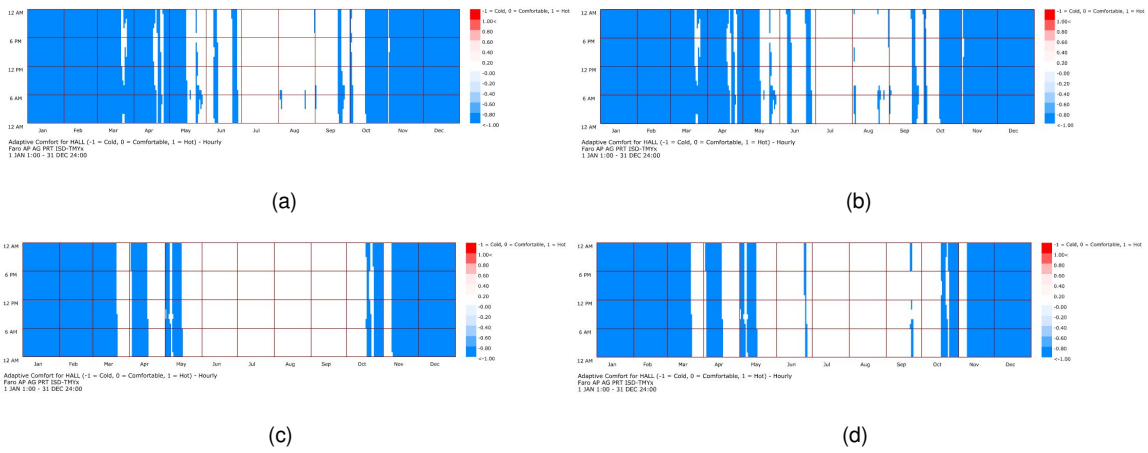 12 AM
6 PM
12 PM
6 AM
12 AM
Jan Feb Mar Apr May Jun Jul Aug Sep Oct Nov Dec
-1 = Cold, 0 = Comfortable, 1 = Hot
1.00<
0.80
0.60
0.40
0.20
-0.00
-0.20
-0.40
-0.60
-0.80
<-1.00
Adaptive Comfort for HALL (-1 = Cold, 0 = Comfortable, 1 = Hot) - Hourly
Faro AP AG PRT ISD-TMYx
1 JAN 1:00 - 31 DEC 24:00
(a)
12 AM
6 PM
12 PM
6 AM
12 AM
Jan Feb Mar Apr May Jun Jul Aug Sep Oct Nov Dec
-1 = Cold, 0 = Comfortable, 1 = Hot
1.00<
0.80
0.60
0.40
0.20
-0.00
-0.20
-0.40
-0.60
-0.80
<-1.00
Adaptive Comfort for HALL (-1 = Cold, 0 = Comfortable, 1 = Hot) - Hourly
Faro AP AG PRT ISD-TMYx
1 JAN 1:00 - 31 DEC 24:00
(b)
12 AM
6 PM
12 PM
6 AM
12 AM
Jan Feb Mar Apr May Jun Jul Aug Sep Oct Nov Dec
-1 = Cold, 0 = Comfortable, 1 = Hot
1.00<
0.80
0.60
0.40
0.20
-0.00
-0.20
-0.40
-0.60
-0.80
<-1.00
Adaptive Comfort for HALL (-1 = Cold, 0 = Comfortable, 1 = Hot) - Hourly
Faro AP AG PRT ISD-TMYx
1 JAN 1:00 - 31 DEC 24:00
(c)
12 AM
6 PM
12 PM
6 AM
12 AM
Jan Feb Mar Apr May Jun Jul Aug Sep Oct Nov Dec
-1 = Cold, 0 = Comfortable, 1 = Hot
1.00<
0.80
0.60
0.40
0.20
-0.00
-0.20
-0.40
-0.60
-0.80
<-1.00
Adaptive Comfort for HALL (-1 = Cold, 0 = Comfortable, 1 = Hot) - Hourly
Faro AP AG PRT ISD-TMYx
1 JAN 1:00 - 31 DEC 24:00
(d)